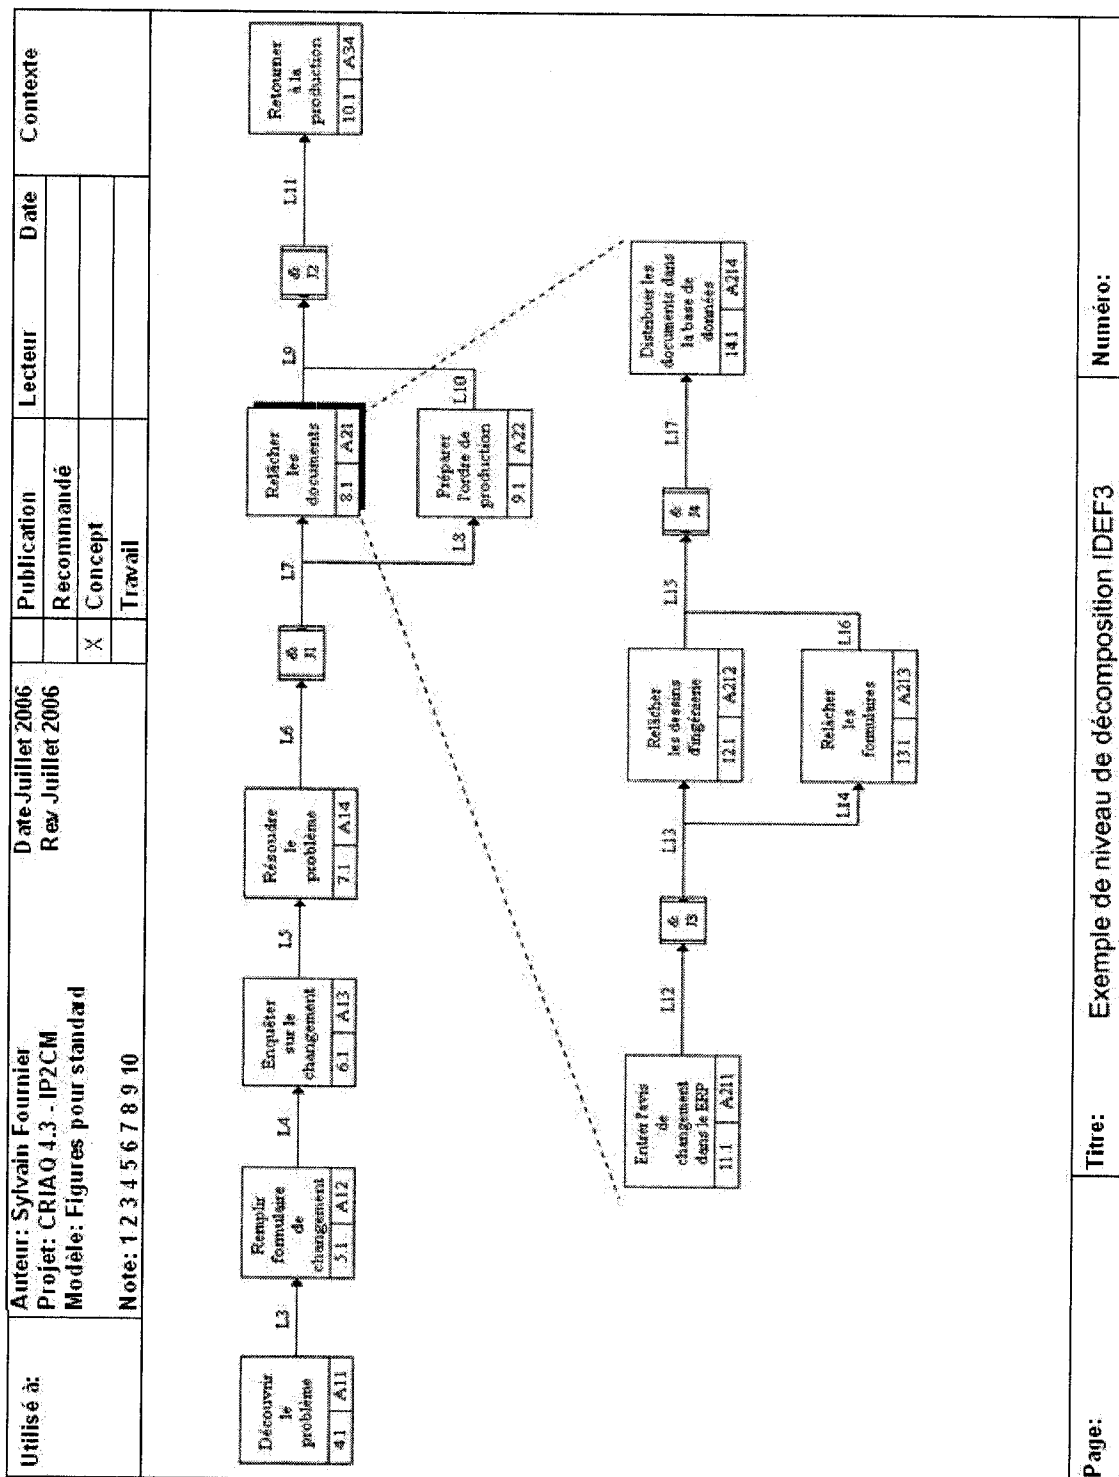 Utilisé à:
Auteur: Sylvain Fournier
Projet: CRIAQ 4.3 - IP2CM
Modèle: Figures pour standard
Note: 1 2 3 4 5 6 7 8 9 10
Date Juillet 2006
Rev Juillet 2006
X
Publication
Recommandé
Concept
Travail
Lecteur
Date
Contexte
Découvrir
le
problème
4.1
A11
L3
Remplir
formulaire
de
changement
5.1
A12
L4
Enquêter
sur le
changement
6.1
A13
L5
Résoudre
le
problème
7.1
A14
L6
&
J1
L7
L8
Relâcher
les
documents
8.1
A21
Préparer
l'ordre de
production
9.1
A22
L9
L10
&
J2
L11
Retourner
à la
production
10.1
A34
Entrer l'avis
de
changement
dans le ERP
11.1
A211
L12
&
J3
L13
L14
Relâcher
les dessins
d'ingénierie
12.1
A212
Relâcher
les
formulaires
13.1
A213
L15
L16
&
J4
L17
Distribuer les
documents dans
la base de
données
14.1
A214
Page:
Titre:
Exemple de niveau de décomposition IDEF3
Numéro: